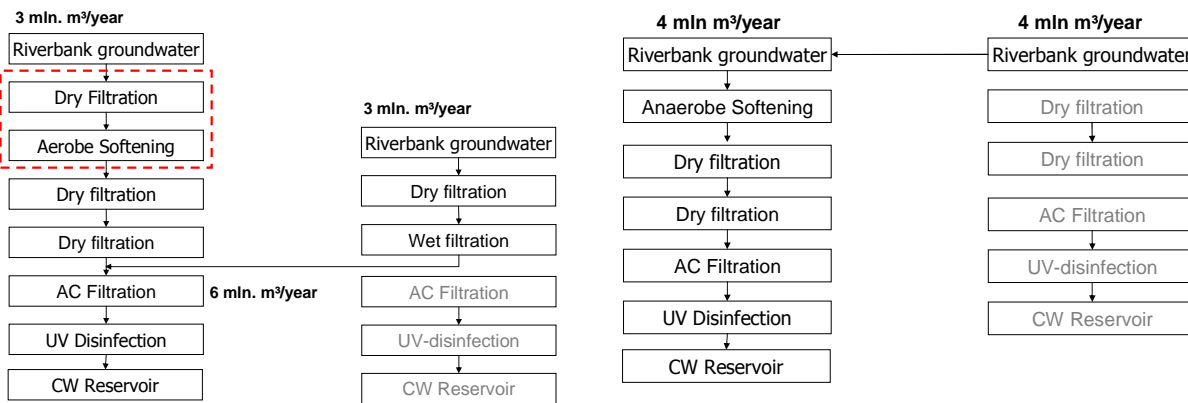 3 mln. m³/year
Riverbank groundwater
Dry Filtration
Aerobe Softening
Dry filtration
Dry filtration
AC Filtration
6 mln. m³/year
UV Disinfection
CW Reservoir
3 mln. m³/year
Riverbank groundwater
Dry filtration
Wet filtration
AC Filtration
UV-disinfection
CW Reservoir
4 mln m³/year
Riverbank groundwater
Anaerobe Softening
Dry filtration
Dry filtration
AC Filtration
UV Disinfection
CW Reservoir
4 mln m³/year
Riverbank groundwater
Dry filtration
Dry filtration
AC Filtration
UV-disinfection
CW Reservoir